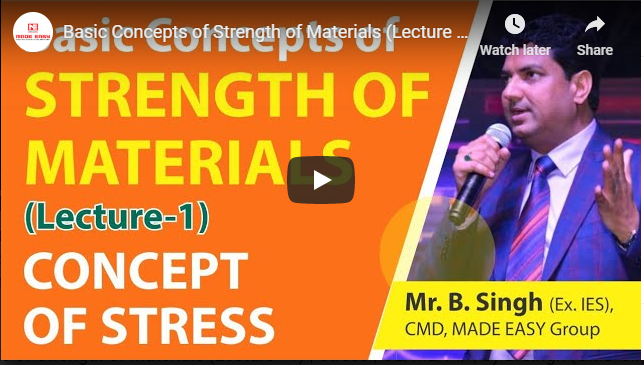 MADE EASY
Basic Concepts of Strength of Materials (Lecture ...
Watch later
Share
Basic Concepts of
STRENGTH OF
MATERIALS
(Lecture-1)
CONCEPT
OF STRESS
Mr. B. Singh (Ex. IES),
CMD, MADE EASY Group